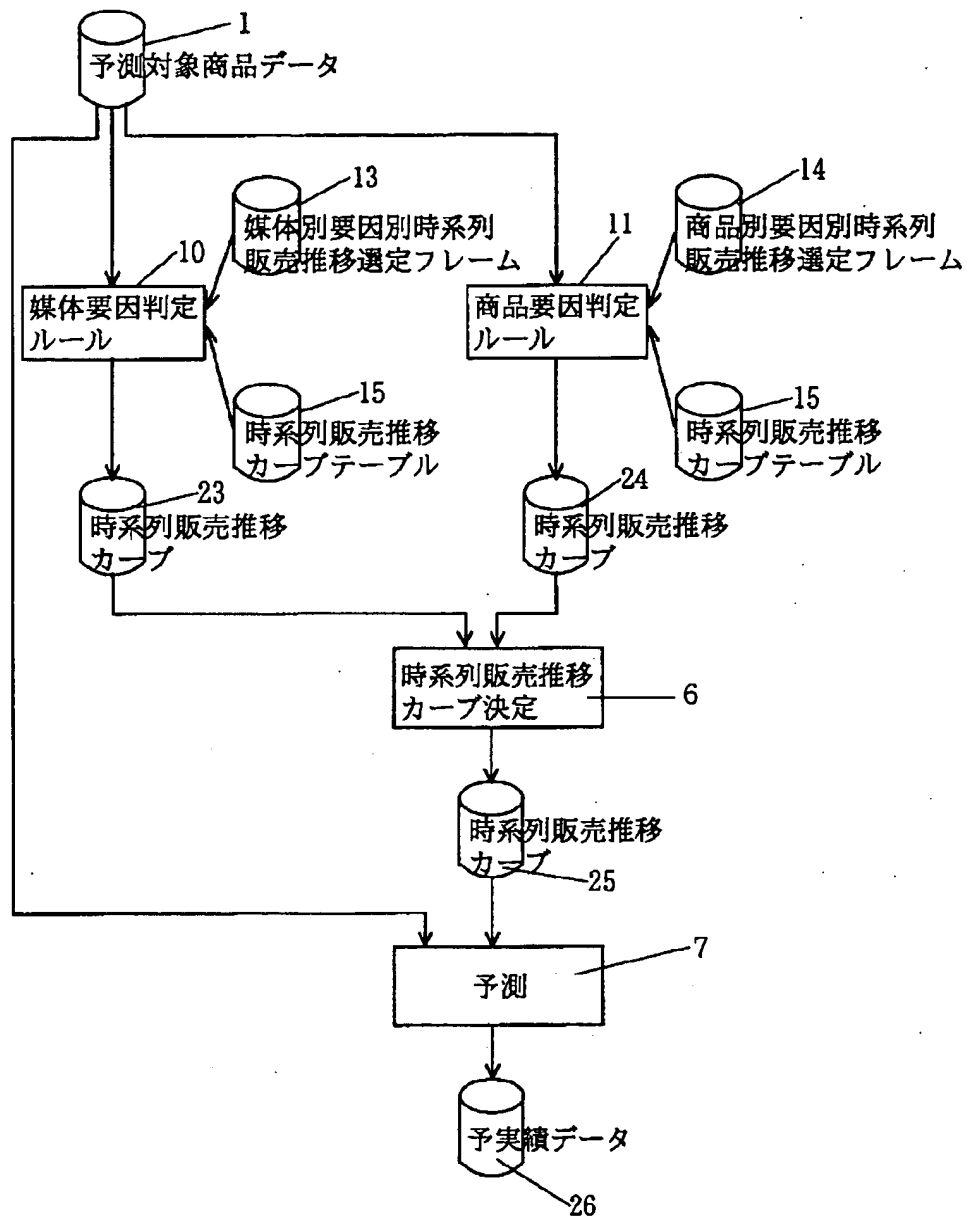 1
予測対象商品データ
13
媒体別要因別時系列
販売推移選定フレーム
14
商品別要因別時系列
販売推移選定フレーム
10
媒体要因判定
ルール
11
商品要因判定
ルール
15
時系列販売推移
カーブテーブル
15
時系列販売推移
カーブテーブル
23
時系列販売推移
カーブ
24
時系列販売推移
カーブ
時系列販売推移
カーブ決定
6
時系列販売推移
カーブ
25
7
予測
予実績データ
26